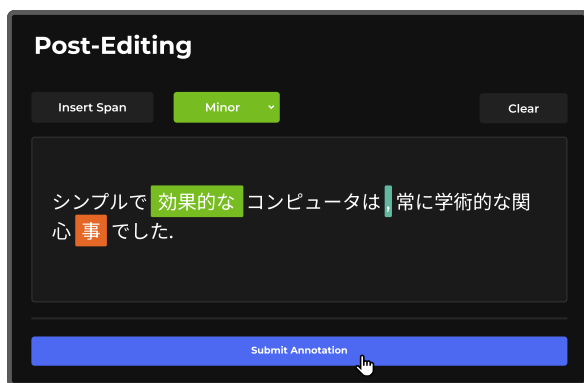 Post-Editing
Insert Span Minor Clear
シンプルで 効果的な コンピュータは , 常に学術的な関
心 事 でした.
Submit Annotation